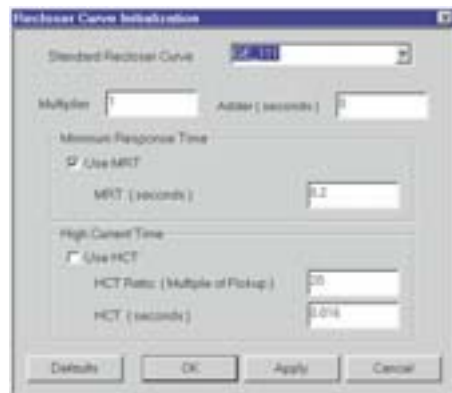 Recloser Curve Initialization
Standard Recloser Curve
GE_111
Multiplier 1 Adder ( seconds ) 0
Minimum Response Time
Use MRT
MRT ( seconds ) 0.2
High Current Time
Use HCT
HCT Ratio ( Multiple of Pickup )
HCT ( seconds ) 0.016
Defaults OK Apply Cancel